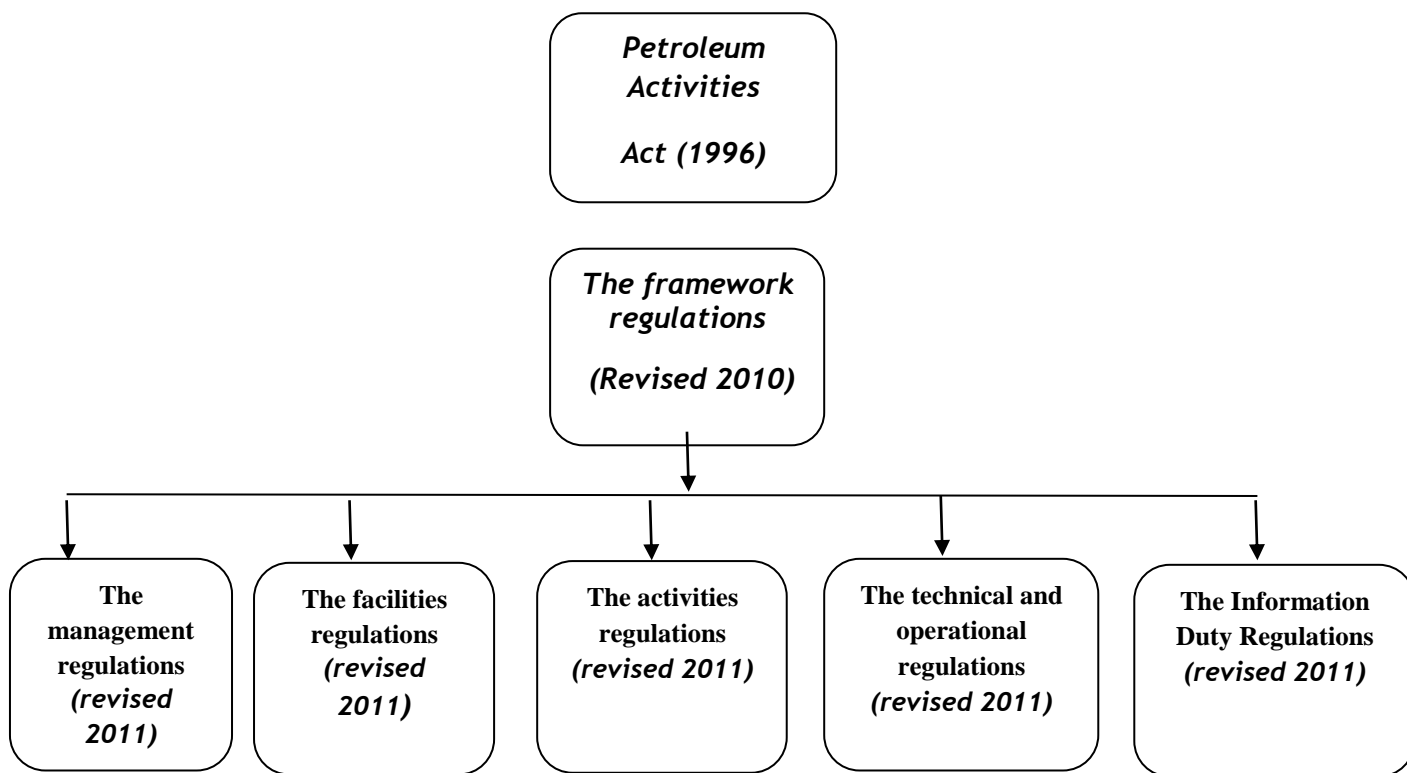 Petroleum
Activities
Act (1996)
The framework
regulations
(Revised 2010)
The
management
regulations
(revised
2011)
The facilities
regulations
(revised
2011)
The activities
regulations
(revised 2011)
The technical and
operational
regulations
(revised 2011)
The Information
Duty Regulations
(revised 2011)